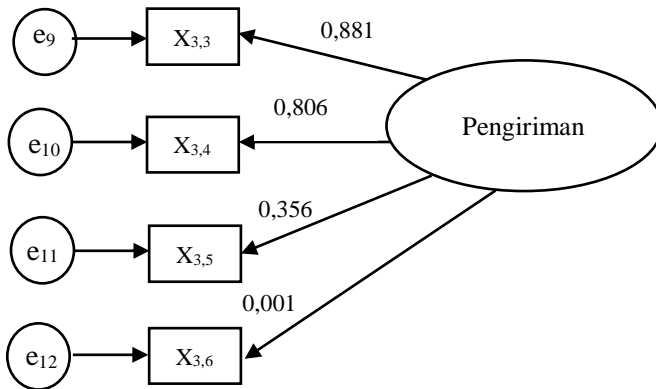 e9
X3,3
0,881
e10
X3,4
0,806
Pengiriman
e11
X3,5
0,356
e12
X3,6
0,001